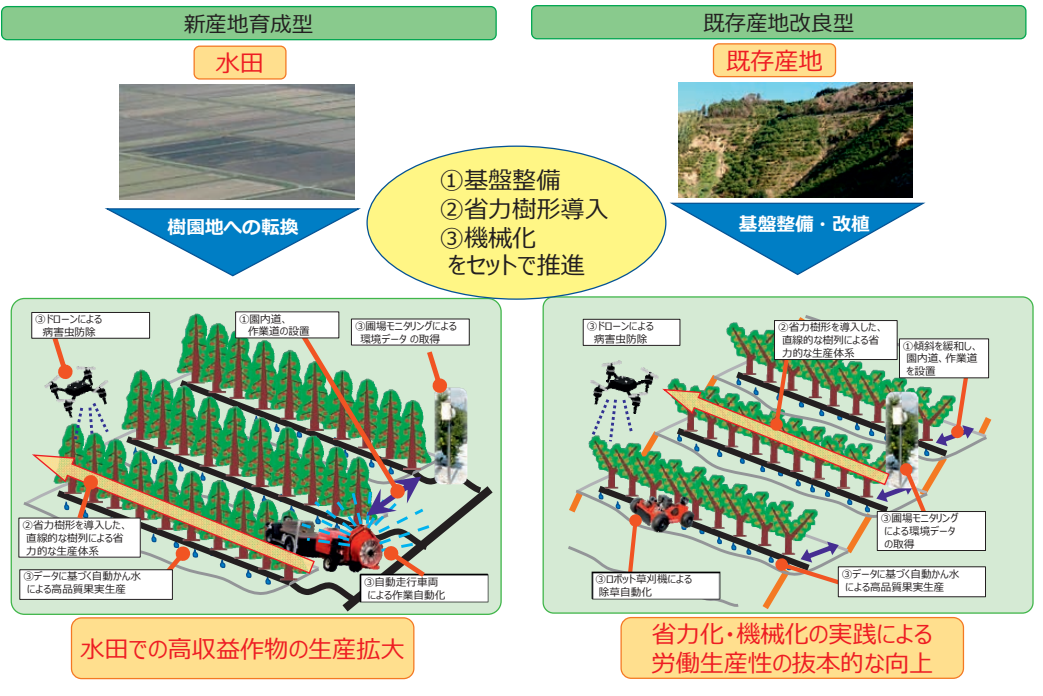 新産地育成型
水田
樹園地への転換
既存産地改良型
既存産地
基盤整備・改植
①基盤整備
②省力樹形導入
③機械化
をセットで推進
③ドローンによる
病害虫防除
①園内道、
作業道の設置
③圃場モニタリングによる
環境データ の取得
②省力樹形を導入した、
直線的な樹列による省
力的な生産体系
③データに基づく自動かん水
による高品質果実生産
③自動走行車両
による作業自動化
水田での高収益作物の生産拡大
③ドローンによる
病害虫防除
②省力樹形を導入した、
直線的な樹列による省
力的な生産体系
①傾斜を緩和し、
園内道、作業道
を設置
③圃場モニタリング
による環境データ
の取得
③ロボット草刈機による
除草自動化
③データに基づく自動かん水
による高品質果実生産
省力化・機械化の実践による
労働生産性の抜本的な向上